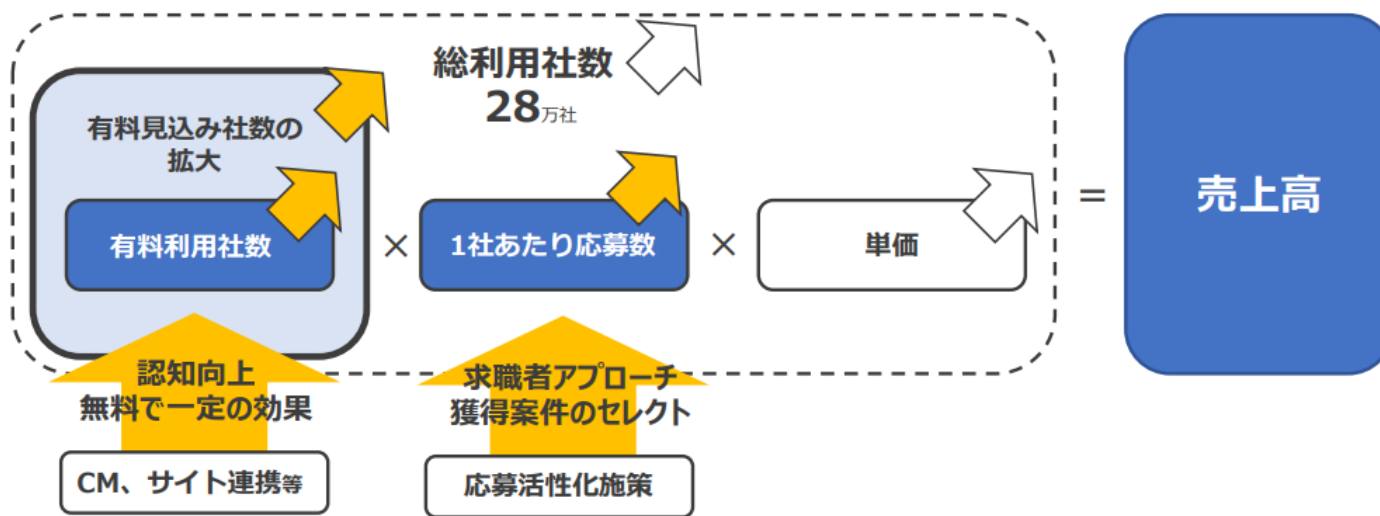 総利用社数
28万社
有料見込み社数の
拡大
有料利用社数
×
1社あたり応募数
×
単価
=
売上高
認知向上
無料で一定の効果
求職者アプローチ
獲得案件のセレクト
CM、サイト連携等
応募活性化施策